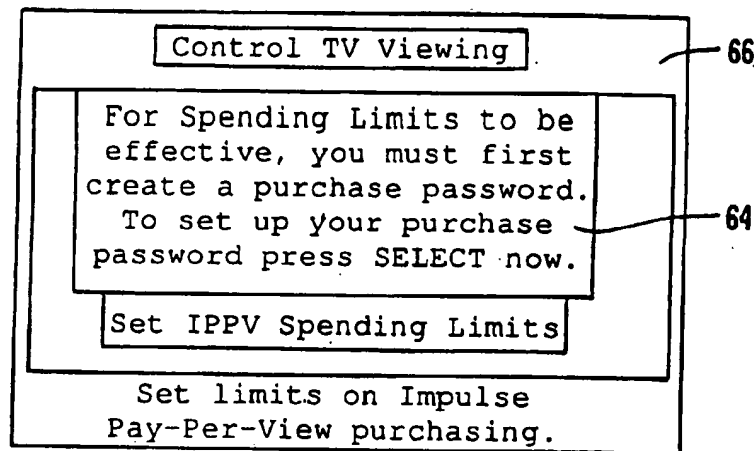 Control TV Viewing
66
For Spending Limits to be
effective, you must first
create a purchase password.
To set up your purchase
64
password press SELECT now.
Set IPPV Spending Limits
Set limits on Impulse
Pay-Per-View purchasing.